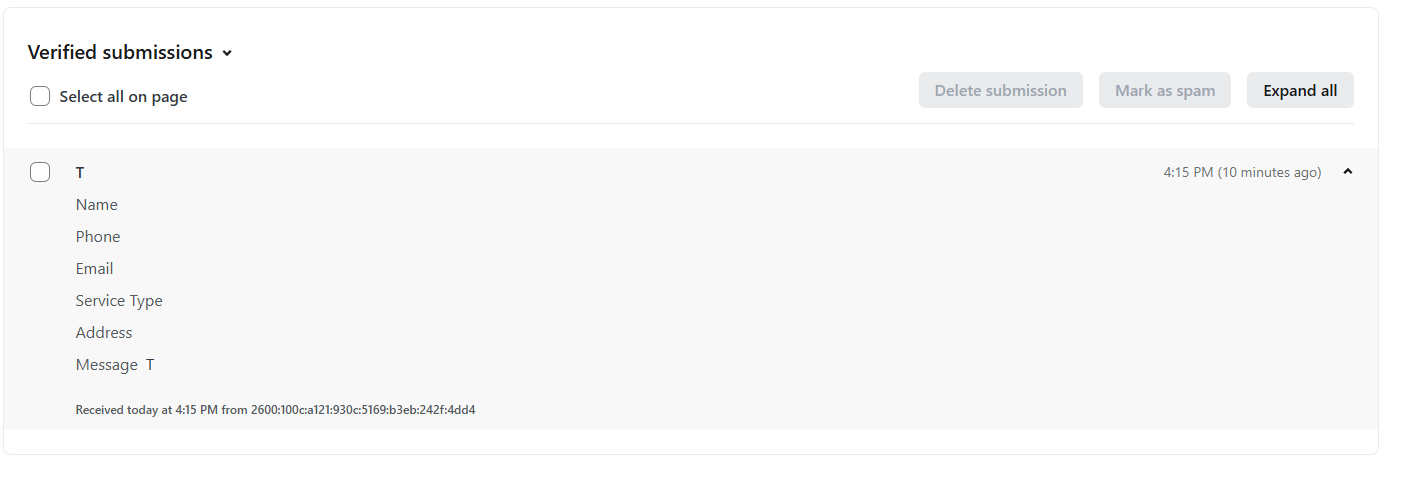 Verified submissions
Select all on page
Delete submission
Mark as spam
Expand all
T
4:15 PM (10 minutes ago)
Name
Phone
Email
Service Type
Address
Message T
Received today at 4:15 PM from 2600:100c:a121:930c:5169:b3eb:242f:4dd4